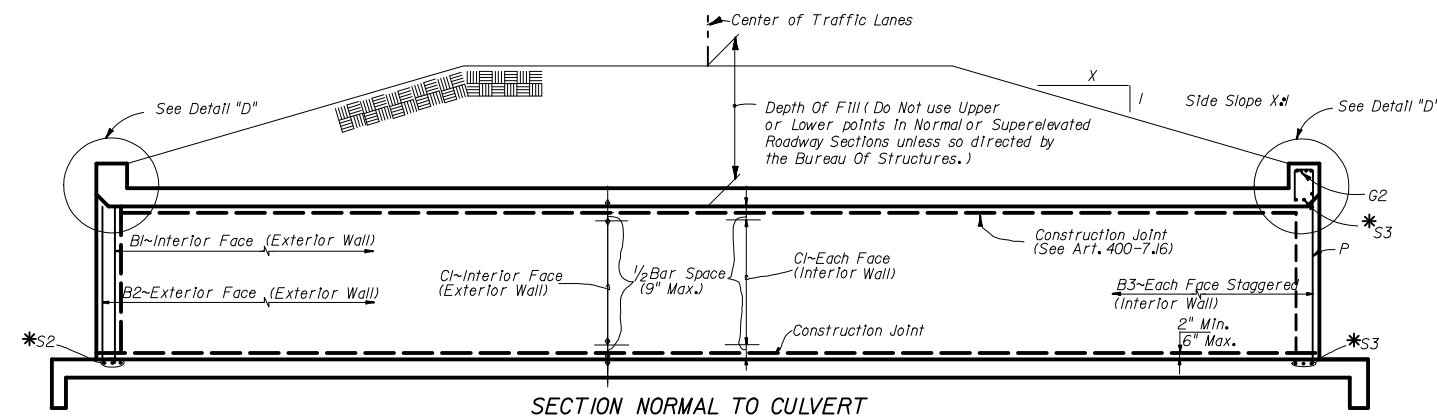 Center of Traffic Lanes
See Detail "D"
X
1
Side Slope X:1
See Detail "D"
Depth Of Fill (Do Not use Upper
or Lower points in Normal or Superelevated
Roadway Sections unless so directed by
the Bureau Of Structures.)
G2
*S3
B1~Interior Face (Exterior Wall)
Construction Joint
(See Art. 400-7.16)
P
C1~Interior Face
(Exterior Wall)
1/2 Bar Space
(9" Max.)
C1~Each Face
(Interior Wall)
B2~Exterior Face (Exterior Wall)
B3~Each Face Staggered
(Interior Wall)
*S2
Construction Joint
2" Min.
6" Max.
*S3
SECTION NORMAL TO CULVERT